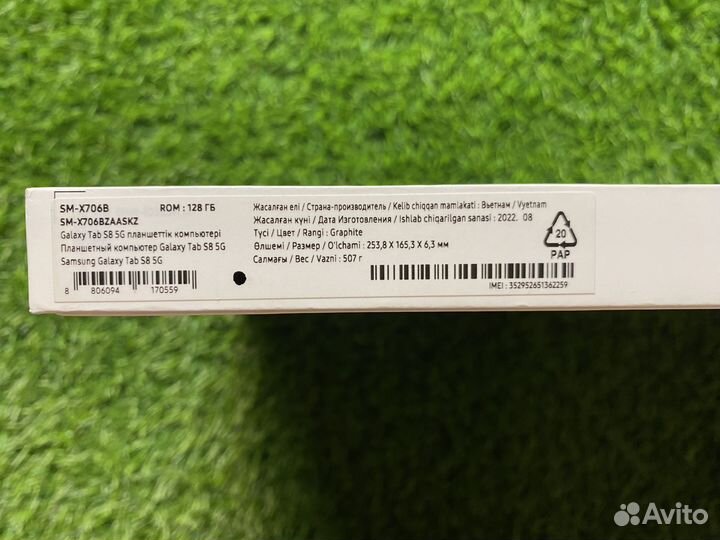 SM-X706B ROM : 128 ГБ
SM-X706BZAASKZ
Galaxy Tab S8 5G планшеттік компьютері
Планшетный компьютер Galaxy Tab S8 5G
Samsung Galaxy Tab S8 5G
8 806094 170559
Жасалған елі / Страна-производитель / Kelib chiqqan mamlakati : Вьетнам / Vyetnam
Жасалған күні / Дата Изготовления / Ishlab chiqarilgan sanasi : 2022. 08
Түсі / Цвет / Rangi : Graphite
Өлшемі / Размер / O'lchami : 253,8 X 165,3 X 6,3 мм
Салмағы / Вес / Vazni : 507 г
IMEI : 352952651362259
20
PAP
Avito